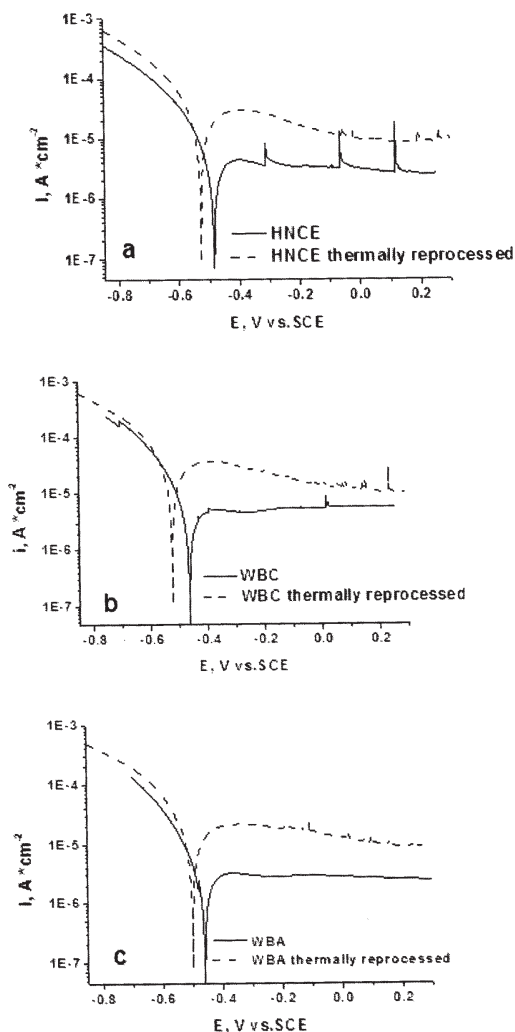 1E-3
1E-4
1E-5
1E-6
1E-7
I, A *cm-2
HNCE
HNCE thermally reprocessed
a
-0.8 -0.6 -0.4 -0.2 0.0 0.2
E, V vs.SCE
1E-3
1E-4
1E-5
1E-6
1E-7
i, A *cm-2
WBC
WBC thermally reprocessed
b
-0.8 -0.6 -0.4 -0.2 0.0 0.2
E, V vs.SCE
1E-3
1E-4
1E-5
1E-6
1E-7
I, A *cm-2
WBA
WBA thermally reprocessed
c
-0.8 -0.6 -0.4 -0.2 0.0 0.2
E, V vs.SCE